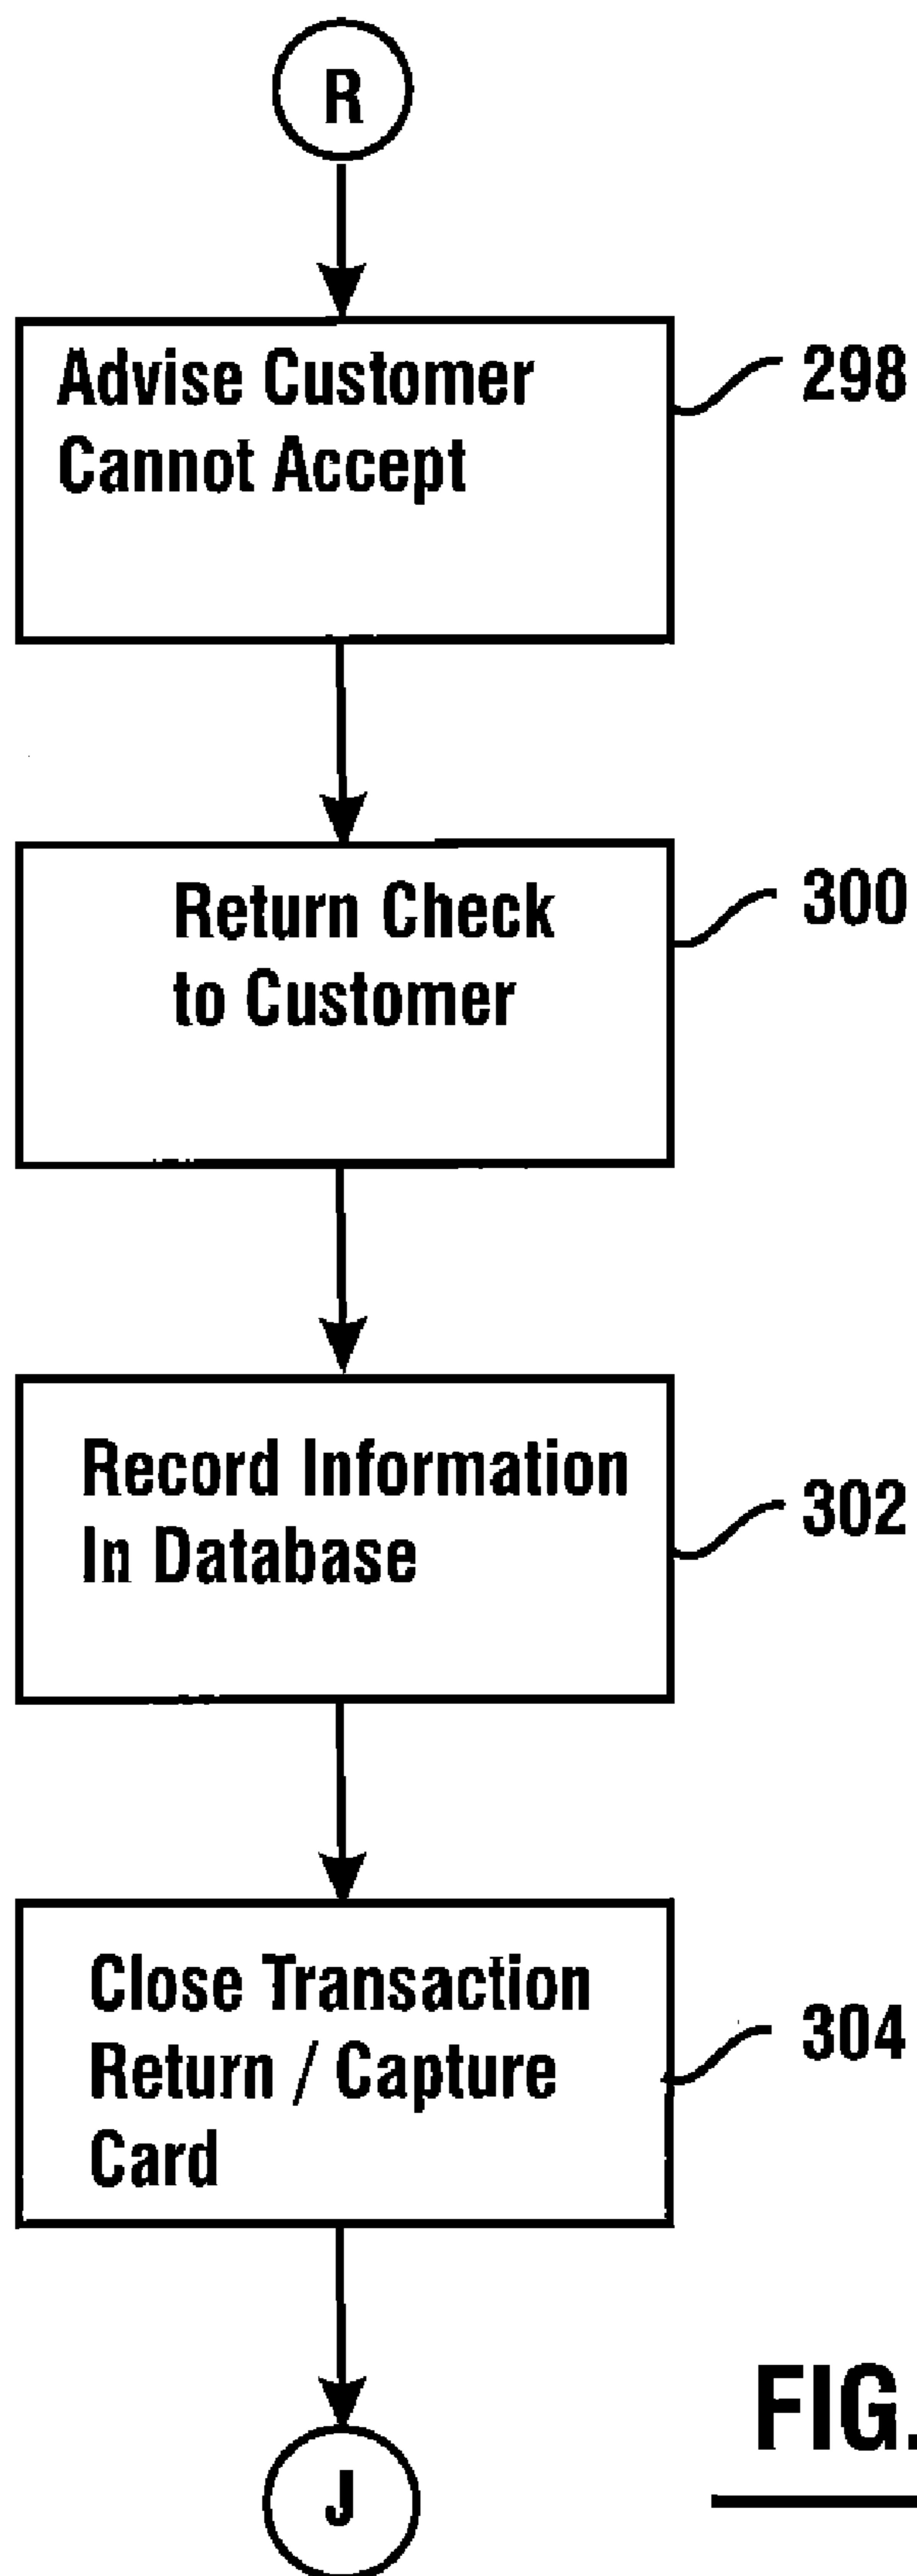 R
Advise Customer
Cannot Accept
298
Return Check
to Customer
300
Record Information
In Database
302
Close Transaction
Return / Capture
Card
304
J
FIG.